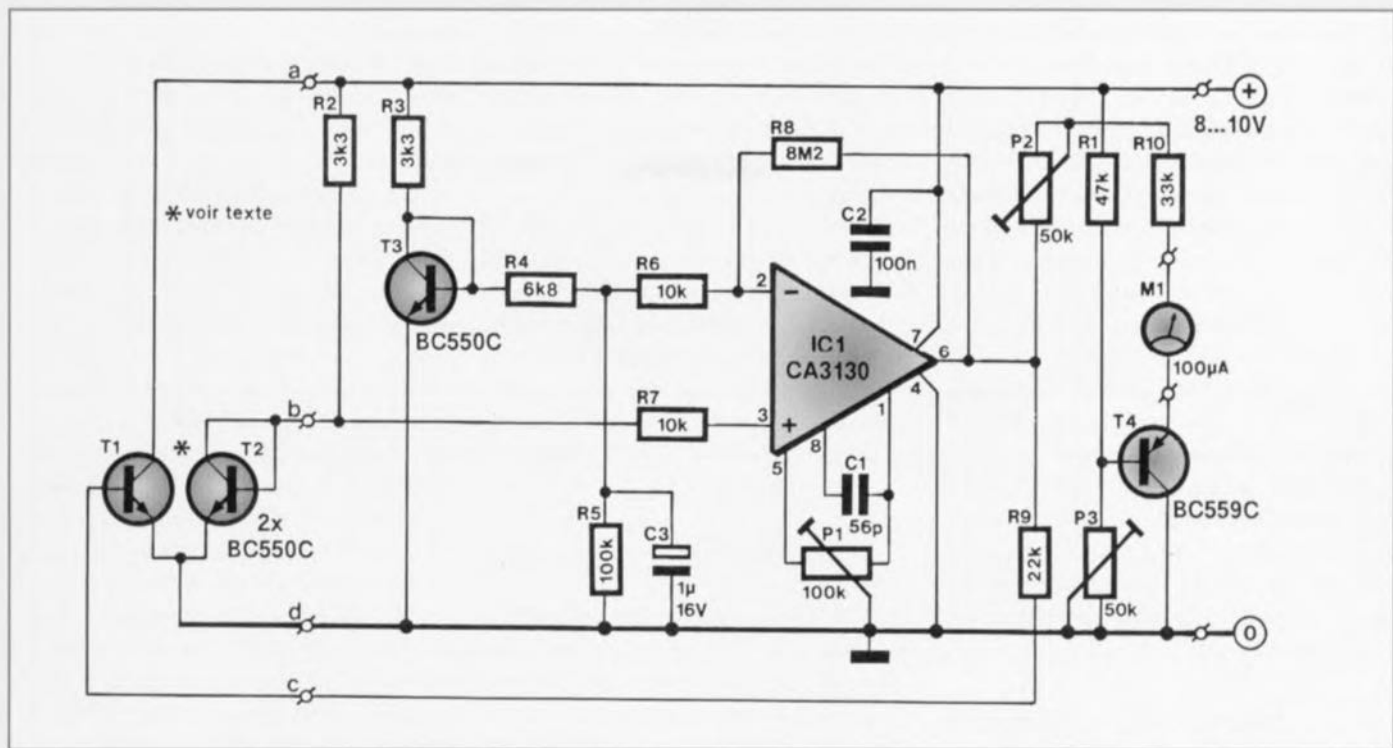 a
R2
3k3
R3
3k3
+
8...10V
R8
8M2
P2
50k
R1
47k
R10
33k
* voir texte
T3
BC550C
R4
6k8
R6
10k
C2
100n
M1
100µA
2
−
IC1
CA3130
7
6
4
1
3
+
8
5
b
R7
10k
T1
*
T2
2x
BC550C
T4
BC559C
C1
56p
P1
100k
R5
100k
C3
1µ
16V
R9
22k
P3
50k
d
0
c